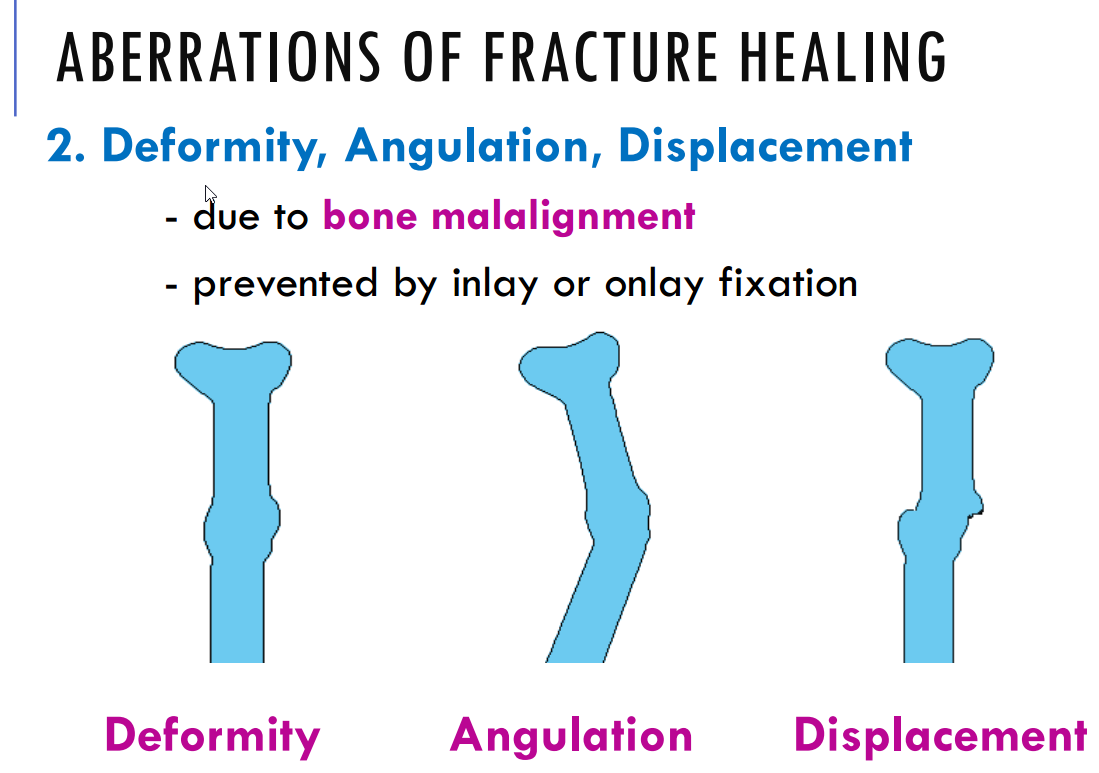 ABERRATIONS OF FRACTURE HEALING
2. Deformity, Angulation, Displacement
- due to bone malalignment
- prevented by inlay or onlay fixation
Deformity Angulation Displacement